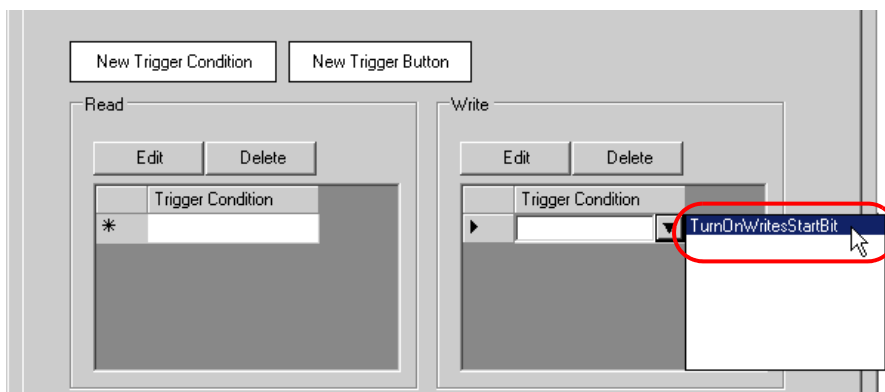 New Trigger Condition New Trigger Button
Read Write
Edit Delete Edit Delete
Trigger Condition Trigger Condition
TurnOnWritesStartBit